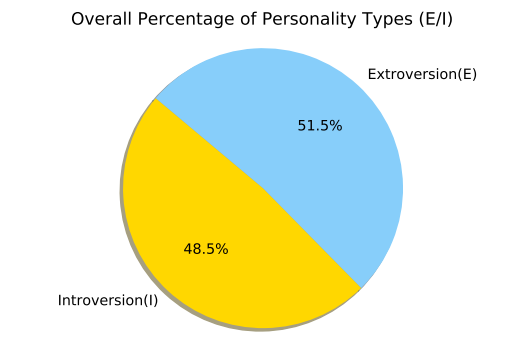 Overall Percentage of Personality Types (E/I)
Extroversion(E)
51.5%
48.5%
Introversion(I)